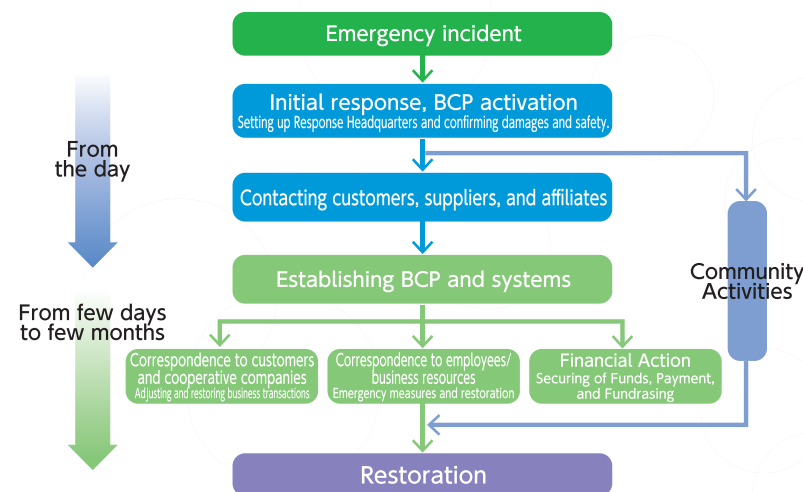 Emergency incident
Initial response, BCP activation
Setting up Response Headquarters and confirming damages and safety.
From
the day
Contacting customers, suppliers, and affiliates
Community
Activities
Establishing BCP and systems
From few days
to few months
Correspondence to customers
and cooperative companies
Adjusting and restoring business transactions
Correspondence to employees/
business resources
Emergency measures and restoration
Financial Action
Securing of Funds, Payment,
and Fundrasing
Restoration